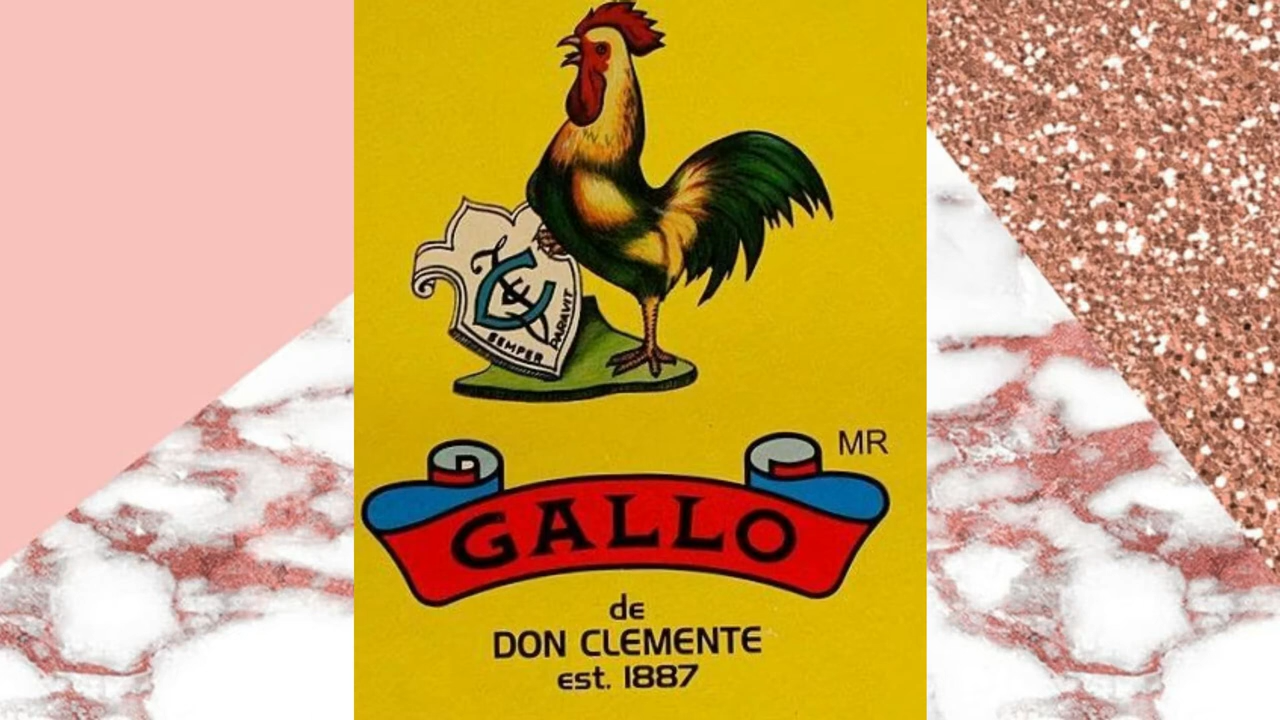 SEMPER PARAVIT
MR
GALLO
de
DON CLEMENTE
est. 1887